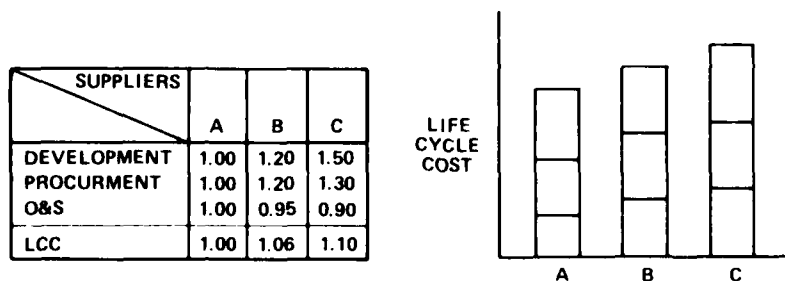 SUPPLIERS
A B C
DEVELOPMENT 1.00 1.20 1.50
PROCURMENT 1.00 1.20 1.30
O&S 1.00 0.95 0.90
LCC 1.00 1.06 1.10
LIFE
CYCLE
COST
A B C